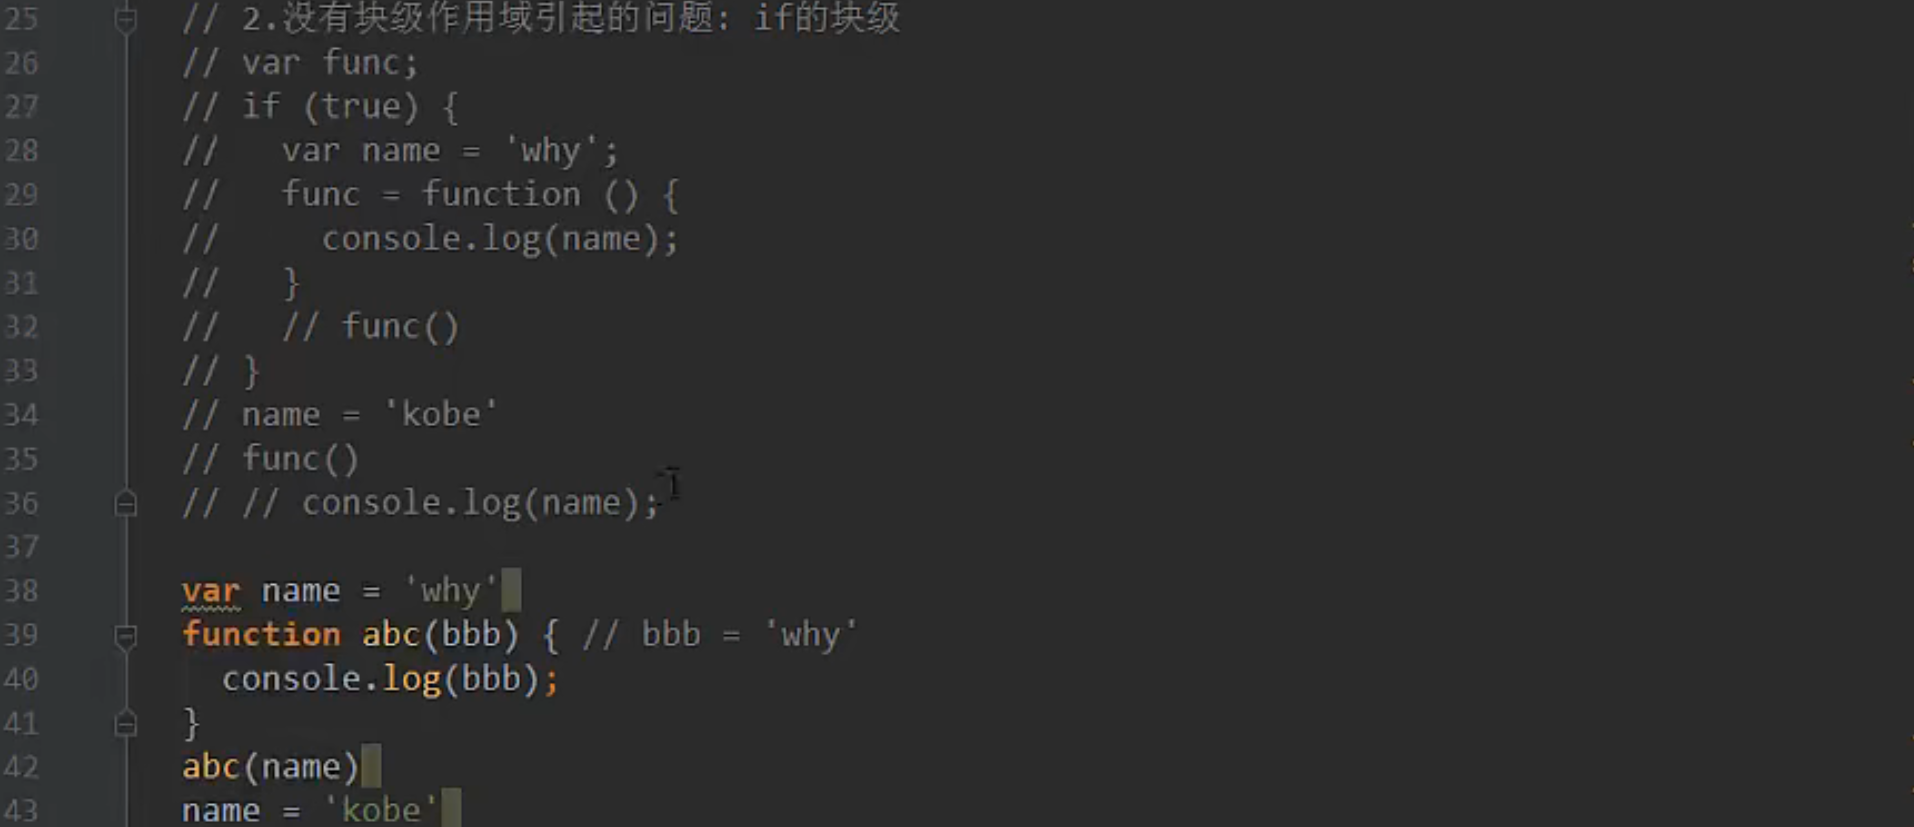 25 // 2.没有块级作用域引起的问题: if的块级
26 // var func;
27 // if (true) {
28 //   var name = 'why';
29 //   func = function () {
30 //     console.log(name);
31 //   }
32 //   // func()
33 // }
34 // name = 'kobe'
35 // func()
36 // // console.log(name);
37
38 var name = 'why'
39 function abc(bbb) { // bbb = 'why'
40   console.log(bbb);
41 }
42 abc(name)
43 name = 'kobe'